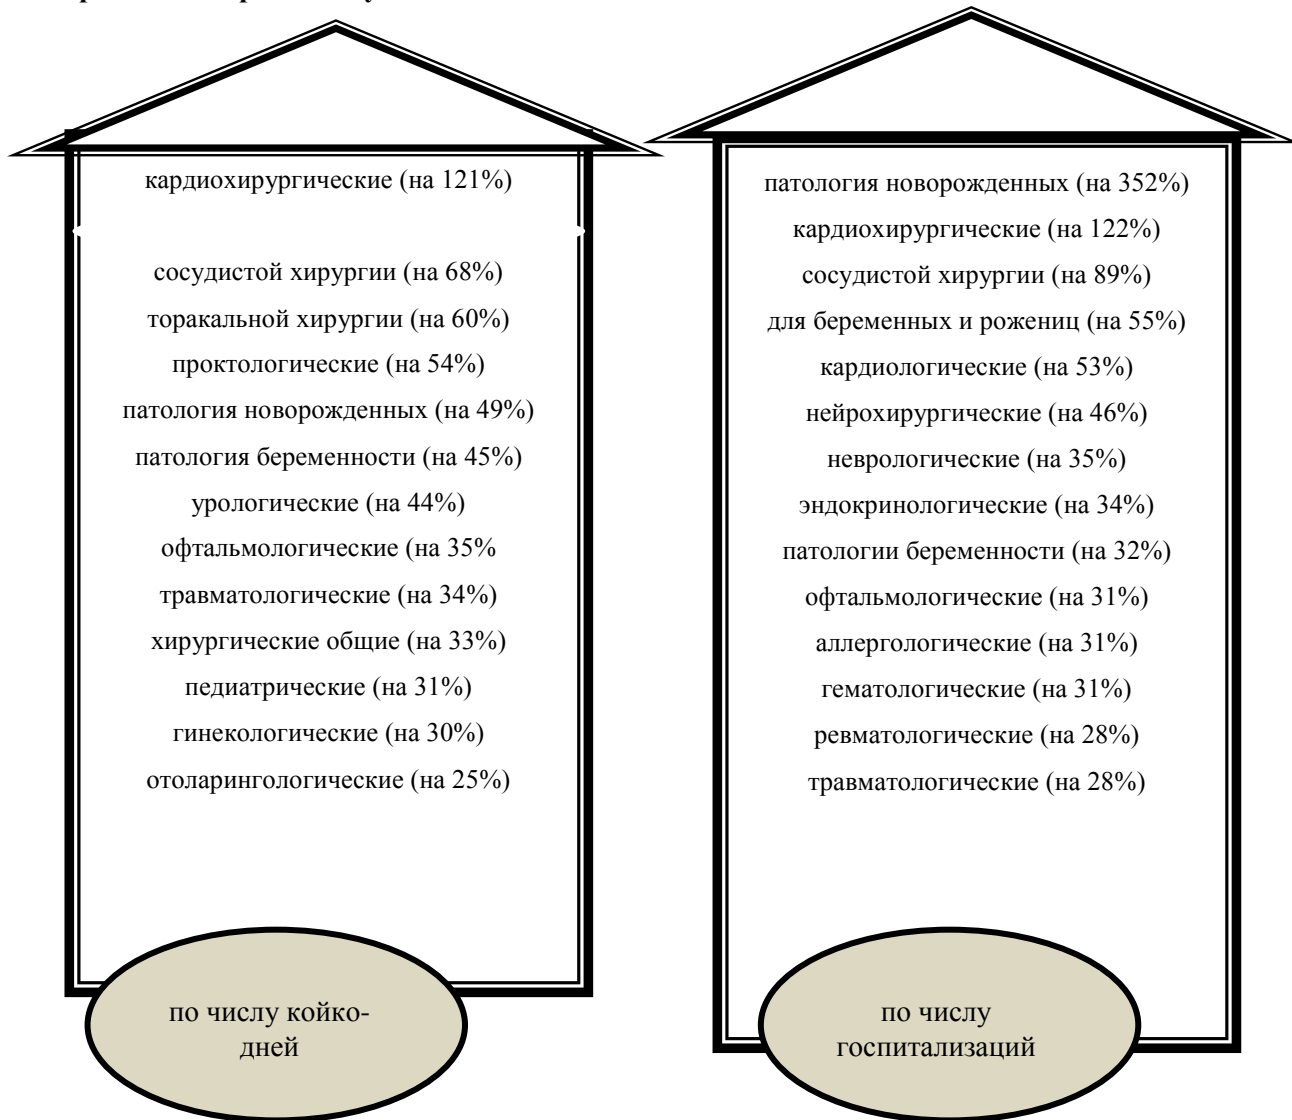 кардиохирургические (на 121%)
сосудистой хирургии (на 68%)
торакальной хирургии (на 60%)
проктологические (на 54%)
патология новорожденных (на 49%)
патология беременности (на 45%)
урологические (на 44%)
офтальмологические (на 35%
травматологические (на 34%)
хирургические общие (на 33%)
педиатрические (на 31%)
гинекологические (на 30%)
отоларингологические (на 25%)
по числу койко-
дней
патология новорожденных (на 352%)
кардиохирургические (на 122%)
сосудистой хирургии (на 89%)
для беременных и рожениц (на 55%)
кардиологические (на 53%)
нейрохирургические (на 46%)
неврологические (на 35%)
эндокринологические (на 34%)
патологии беременности (на 32%)
офтальмологические (на 31%)
аллергологические (на 31%)
гематологические (на 31%)
ревматологические (на 28%)
травматологические (на 28%)
по числу
госпитализаций